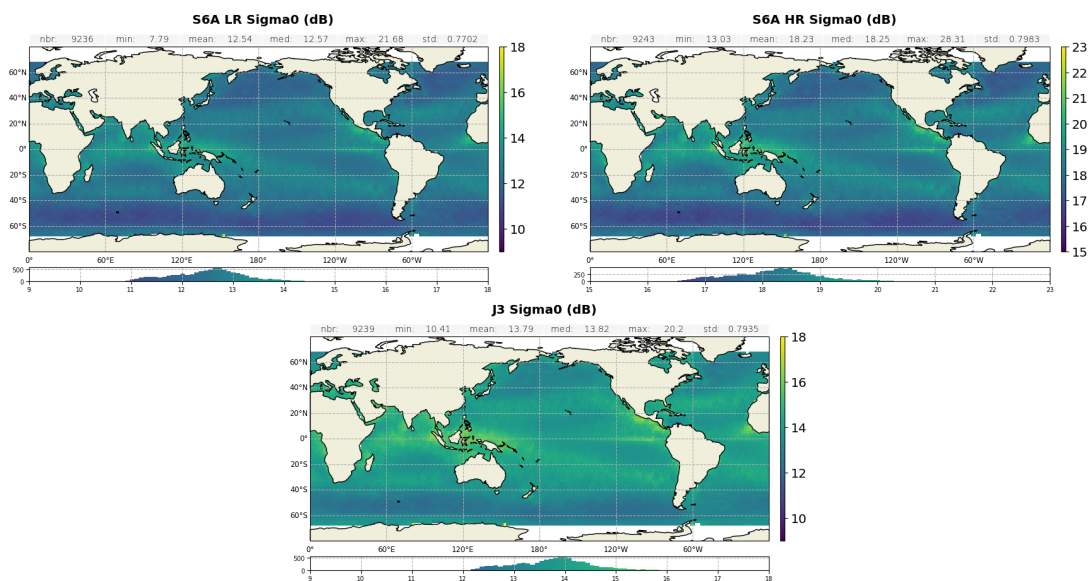 S6A LR Sigma0 (dB)
nbr: 9236 min: 7.79 mean: 12.54 med: 12.57 max: 21.68 std: 0.7702
60°N
40°N
20°N
0°
20°S
40°S
60°S
0° 60°E 120°E 180° 120°W 60°W
18
16
14
12
10
500
0
9 10 11 12 13 14 15 16 17 18
S6A HR Sigma0 (dB)
nbr: 9243 min: 13.03 mean: 18.23 med: 18.25 max: 28.31 std: 0.7983
60°N
40°N
20°N
0°
20°S
40°S
60°S
0° 60°E 120°E 180° 120°W 60°W
23
22
21
20
19
18
17
16
15
250
0
15 16 17 18 19 20 21 22 23
J3 Sigma0 (dB)
nbr: 9239 min: 10.41 mean: 13.79 med: 13.82 max: 20.2 std: 0.7935
60°N
40°N
20°N
0°
20°S
40°S
60°S
0° 60°E 120°E 180° 120°W 60°W
18
16
14
12
10
500
0
9 10 11 12 13 14 15 16 17 18